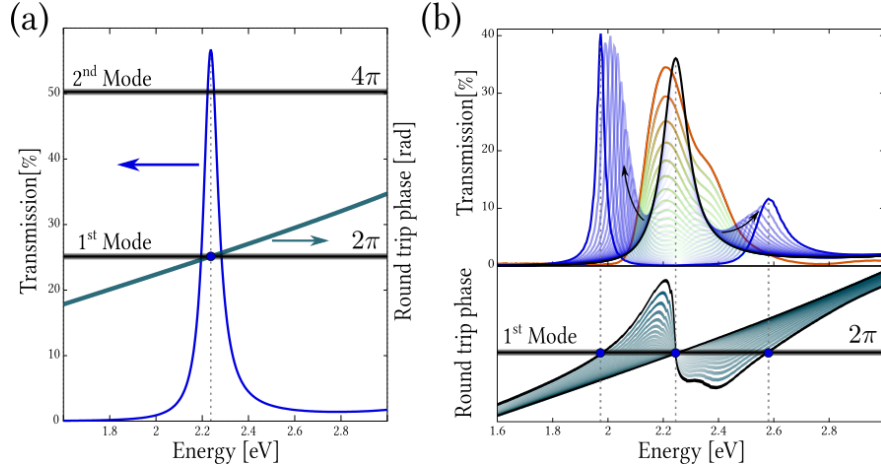 (a)
2nd Mode
4π
1st Mode
2π
Transmission[%]
Round trip phase [rad]
60
50
40
30
20
10
0
1.8
2
2.2
2.4
2.6
2.8
Energy [eV]
(b)
Transmission[%]
40
30
20
10
0
Round trip phase
1st Mode
2π
1.6
1.8
2.0
2.2
2.4
2.6
2.8
Energy [eV]